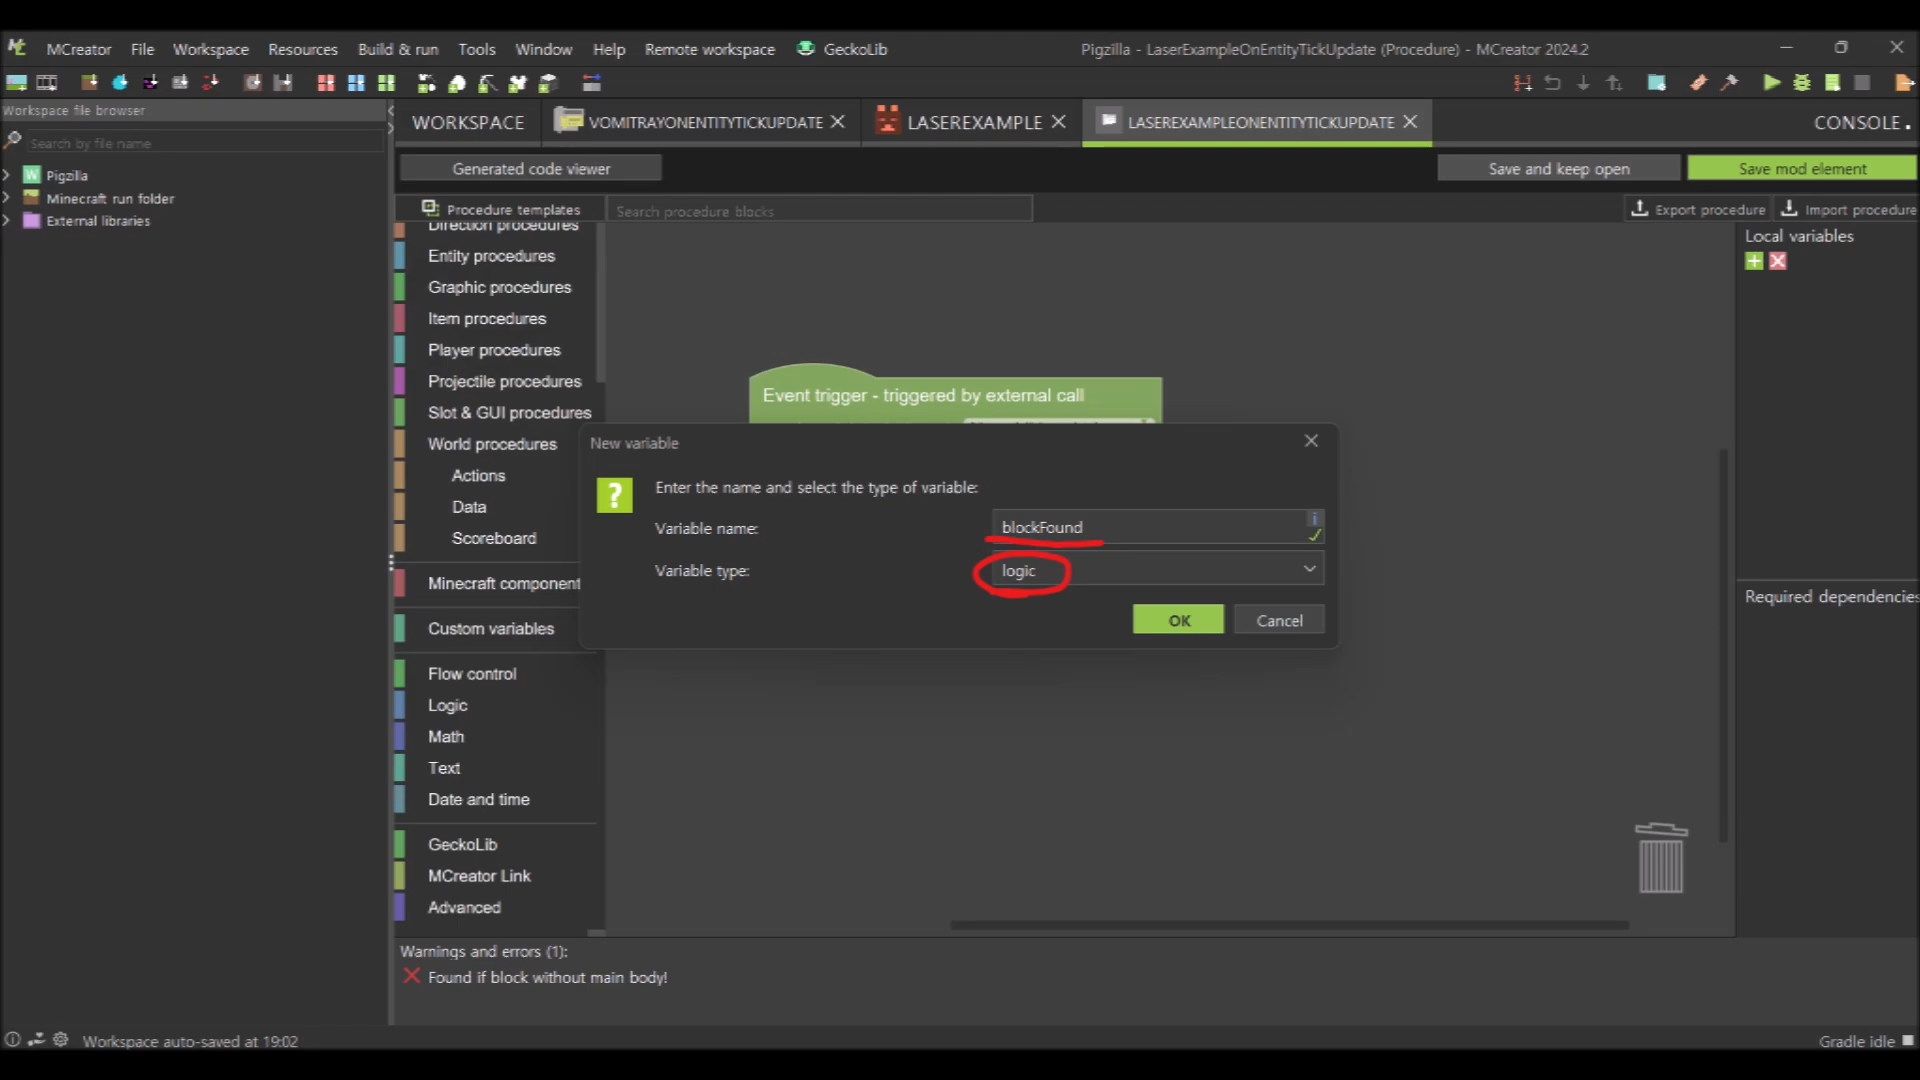 MCreator File Workspace Resources Build & run Tools Window Help Remote workspace GeckoLib Pigzilla - LaserExampleOnEntityTickUpdate (Procedure) - MCreator 2024.2
Workspace file browser
Search by file name
Pigzilla
Minecraft run folder
External libraries
WORKSPACE VOMITRAYONENTITYTICKUPDATE LASEREXAMPLE LASEREXAMPLEONENTITYTICKUPDATE CONSOLE
Generated code viewer Save and keep open Save mod element
Procedure templates Search procedure blocks Export procedure Import procedure
Direction procedures
Entity procedures
Graphic procedures
Item procedures
Player procedures
Projectile procedures
Slot & GUI procedures
World procedures
Actions
Data
Scoreboard
Minecraft component
Custom variables
Flow control
Logic
Math
Text
Date and time
GeckoLib
MCreator Link
Advanced
Event trigger - triggered by external call
New variable
Enter the name and select the type of variable:
Variable name: blockFound
Variable type: logic
OK Cancel
Local variables
Required dependencies
Warnings and errors (1):
Found if block without main body!
Workspace auto-saved at 19:02 Gradle idle